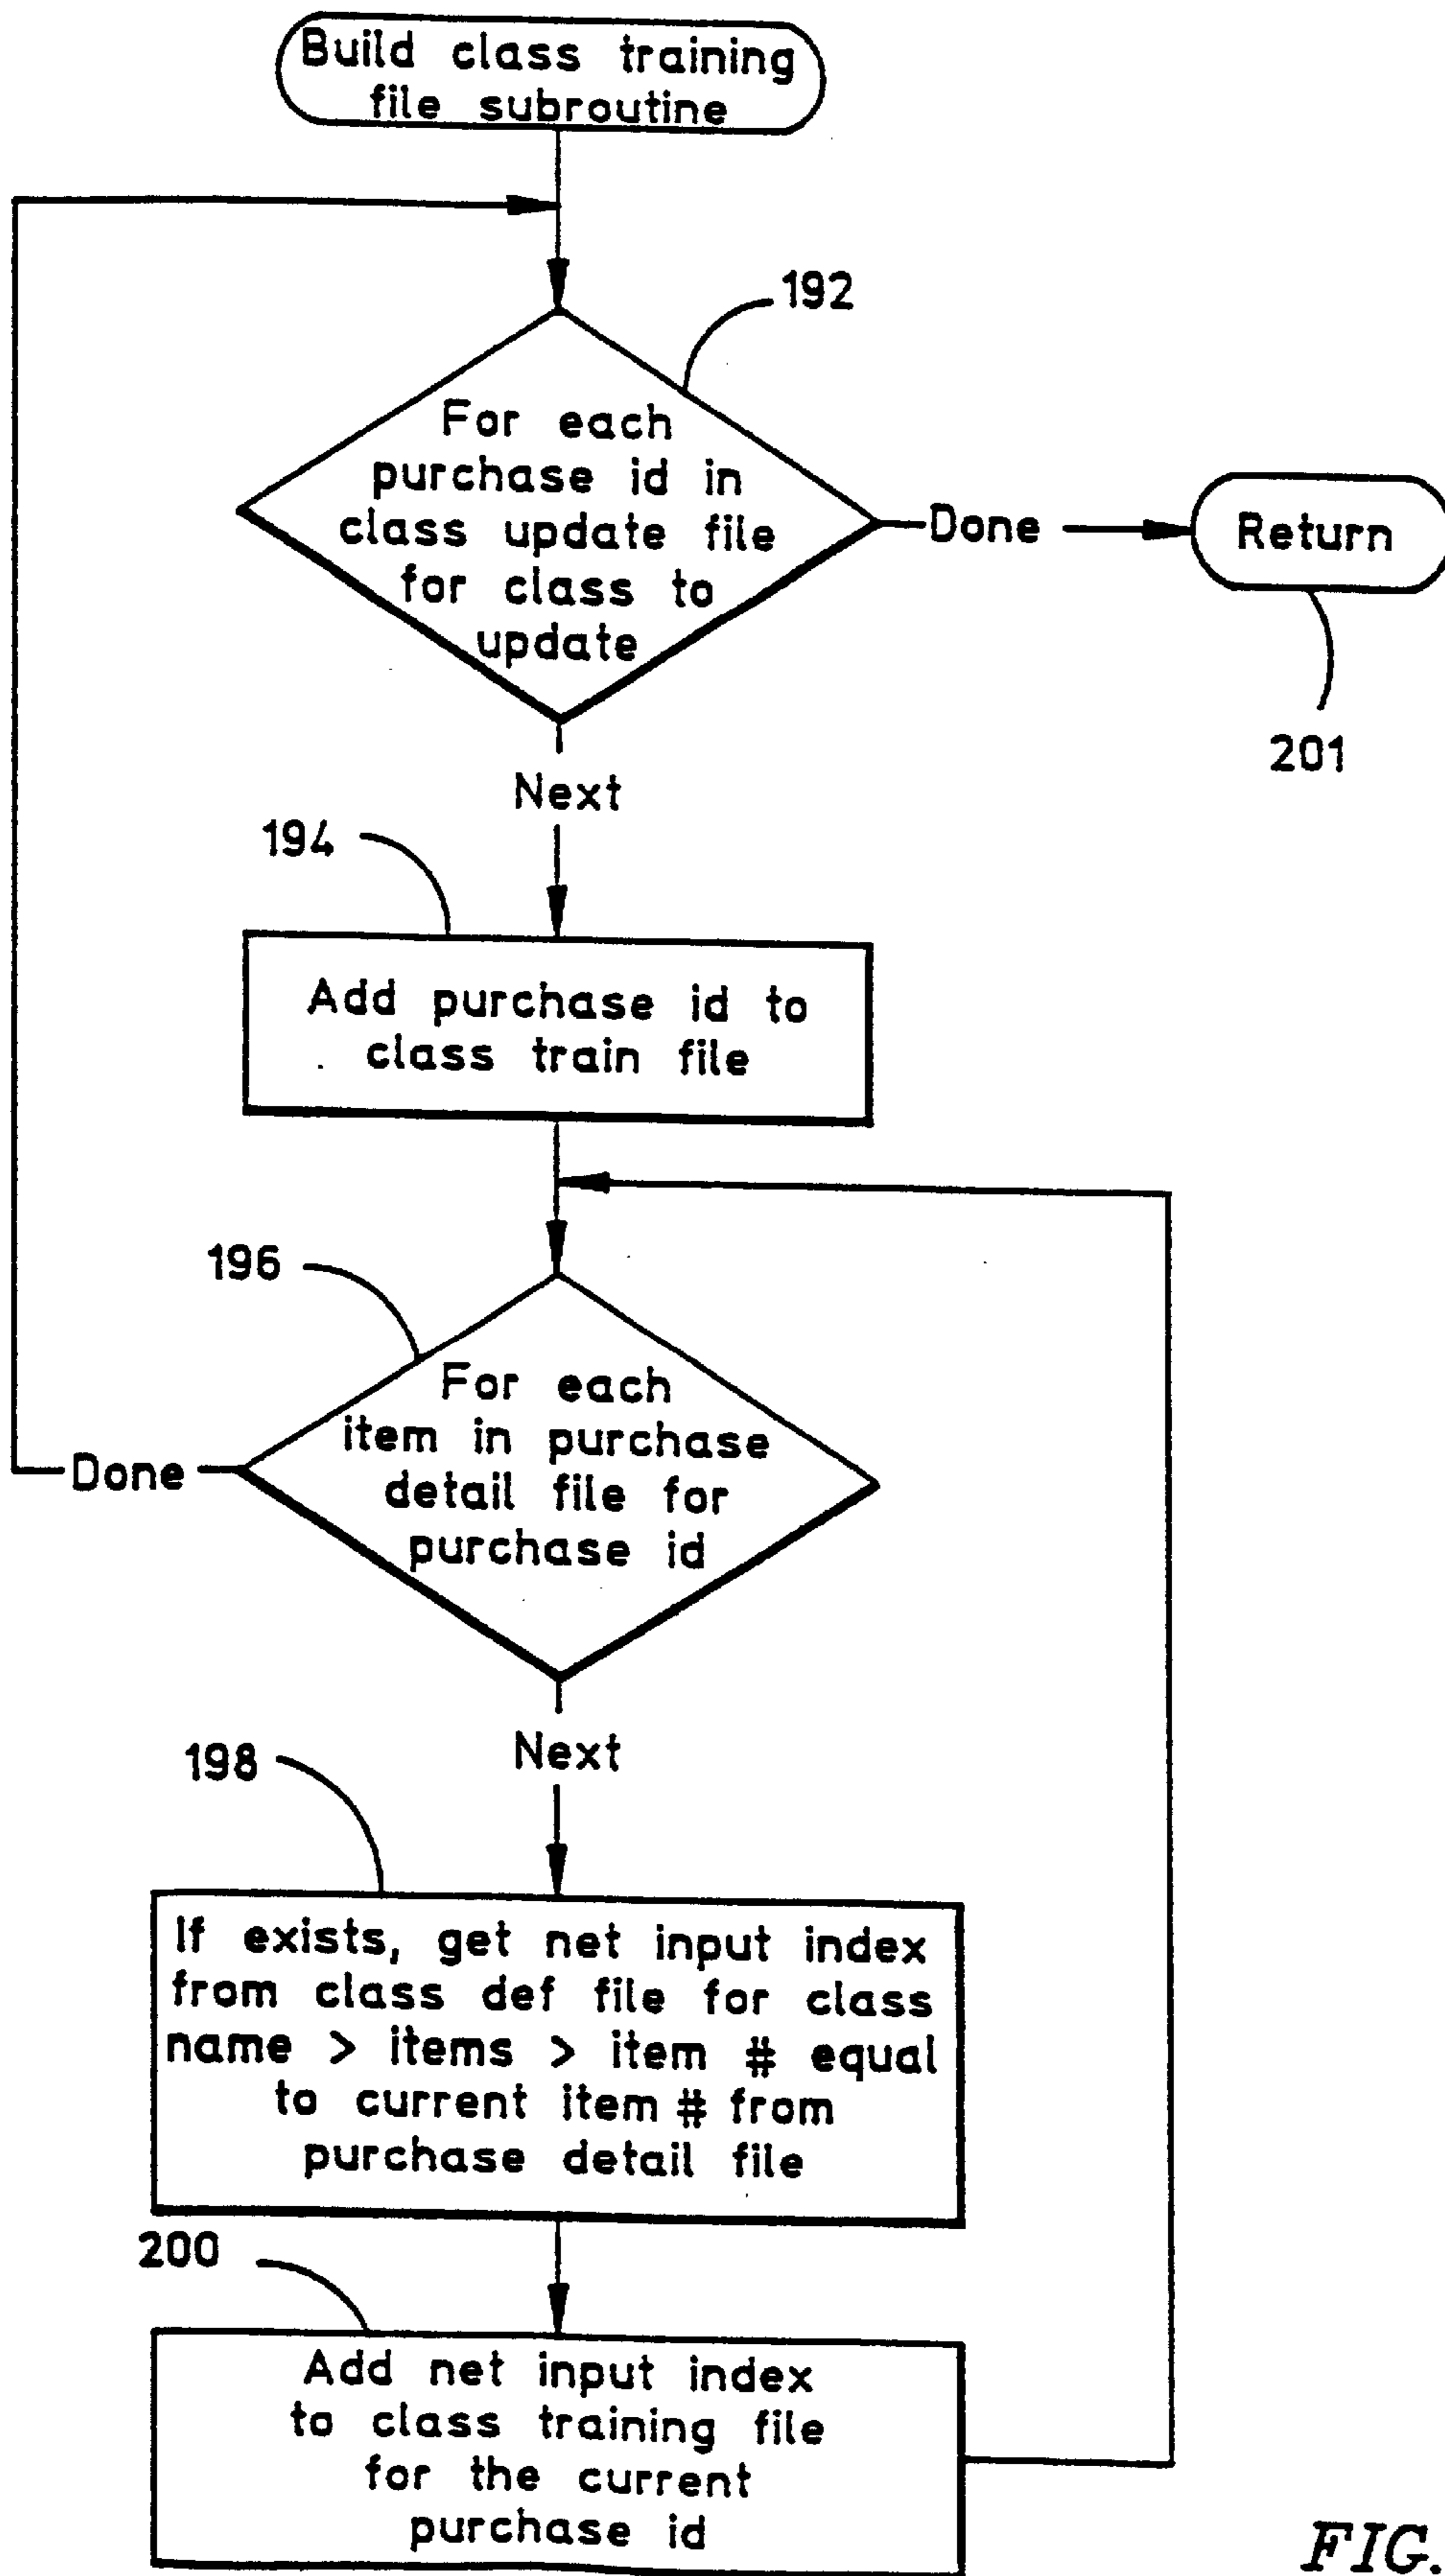 Build class training
file subroutine
192
For each
purchase id in
class update file
for class to
update
Done
Return
201
Next
194
Add purchase id to
class train file
196
For each
item in purchase
detail file for
purchase id
Done
Next
198
If exists, get net input index
from class def file for class
name > items > item # equal
to current item # from
purchase detail file
200
Add net input index
to class training file
for the current
purchase id
FIG.